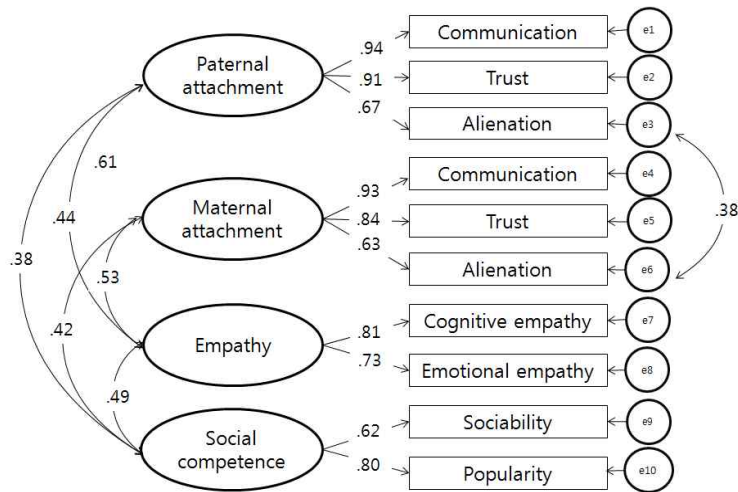 .94
Communication
e1
Paternal
attachment
.91
Trust
e2
.67
Alienation
e3
.61
.93
Communication
e4
.44
Maternal
attachment
.84
Trust
e5
.38
.63
.38
.53
Alienation
e6
.42
.81
Cognitive empathy
e7
Empathy
.73
Emotional empathy
e8
.49
.62
Sociability
e9
Social
competence
.80
Popularity
e10